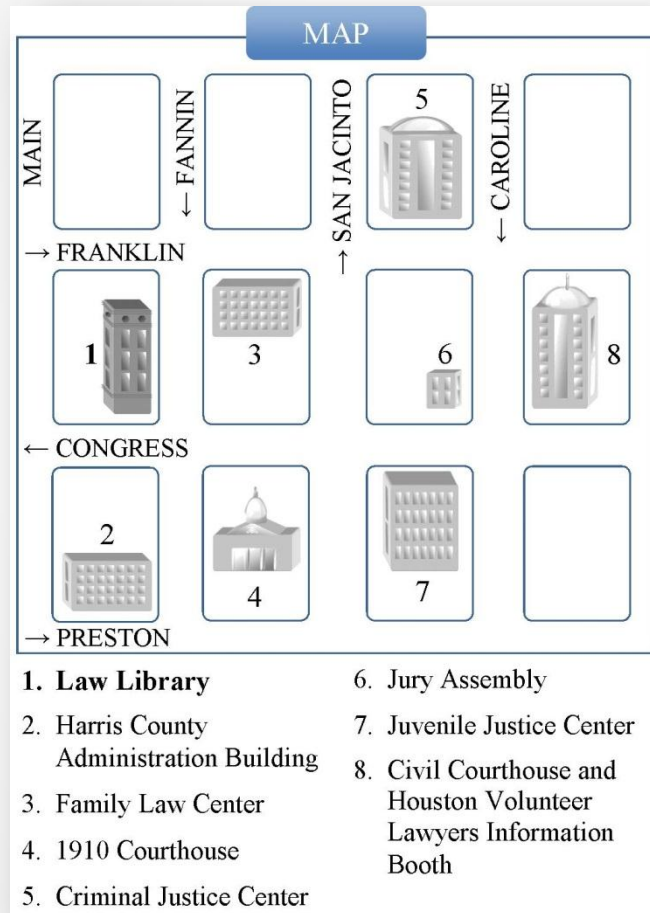 MAP
MAIN
← FANNIN
→ SAN JACINTO
← CAROLINE
5
→ FRANKLIN
1
3
6
8
← CONGRESS
2
4
7
→ PRESTON
1. Law Library
2. Harris County
Administration Building
3. Family Law Center
4. 1910 Courthouse
5. Criminal Justice Center
6. Jury Assembly
7. Juvenile Justice Center
8. Civil Courthouse and
Houston Volunteer
Lawyers Information
Booth